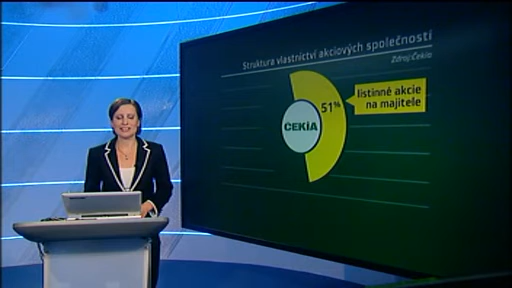 Struktura vlastnictví akciových společností
Zdroj:Čekia
51%
listinné akcie
na majitele
ČEKIA